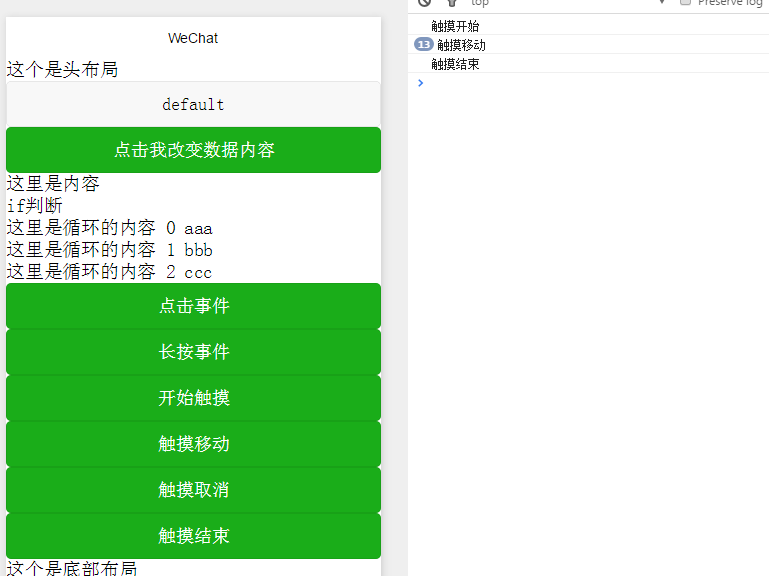 WeChat
这个是头布局
default
点击我改变数据内容
这里是内容
if判断
这里是循环的内容 0 aaa
这里是循环的内容 1 bbb
这里是循环的内容 2 ccc
点击事件
长按事件
开始触摸
触摸移动
触摸取消
触摸结束
这个是底部布局
top
Preserve log
触摸开始
13 触摸移动
触摸结束